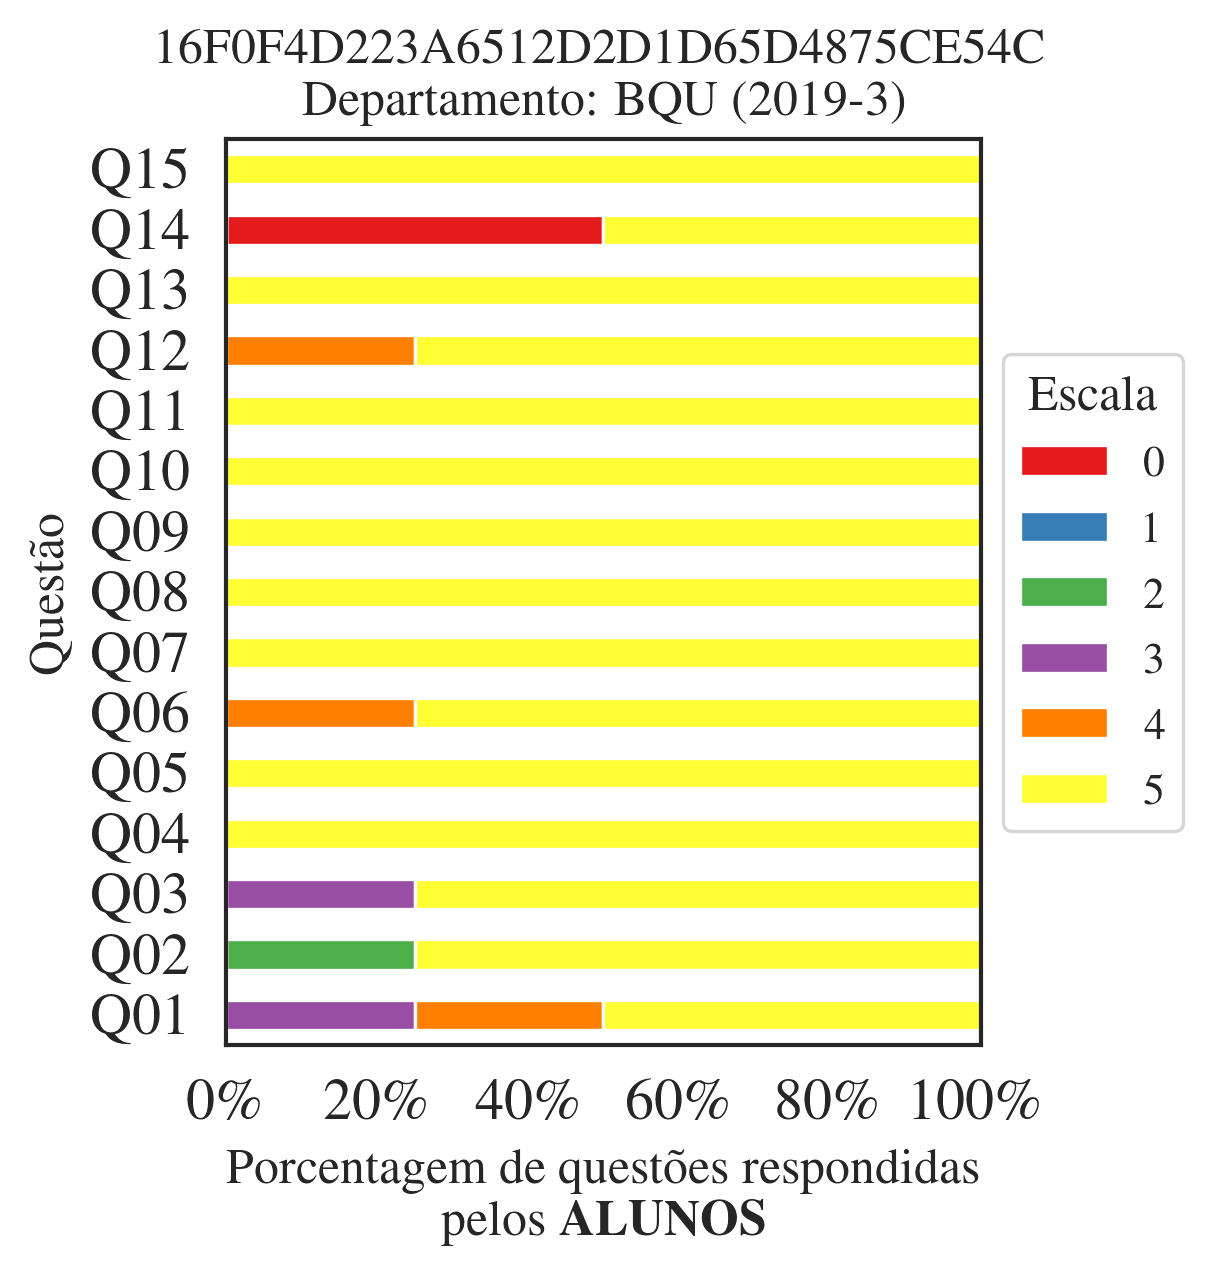 16F0F4D223A6512D2D1D65D4875CE54C
Departamento: BQU (2019-3)
Questão
Q15
Q14
Q13
Q12
Q11
Q10
Q09
Q08
Q07
Q06
Q05
Q04
Q03
Q02
Q01
0% 20% 40% 60% 80% 100%
Porcentagem de questões respondidas
pelos ALUNOS
Escala
0
1
2
3
4
5